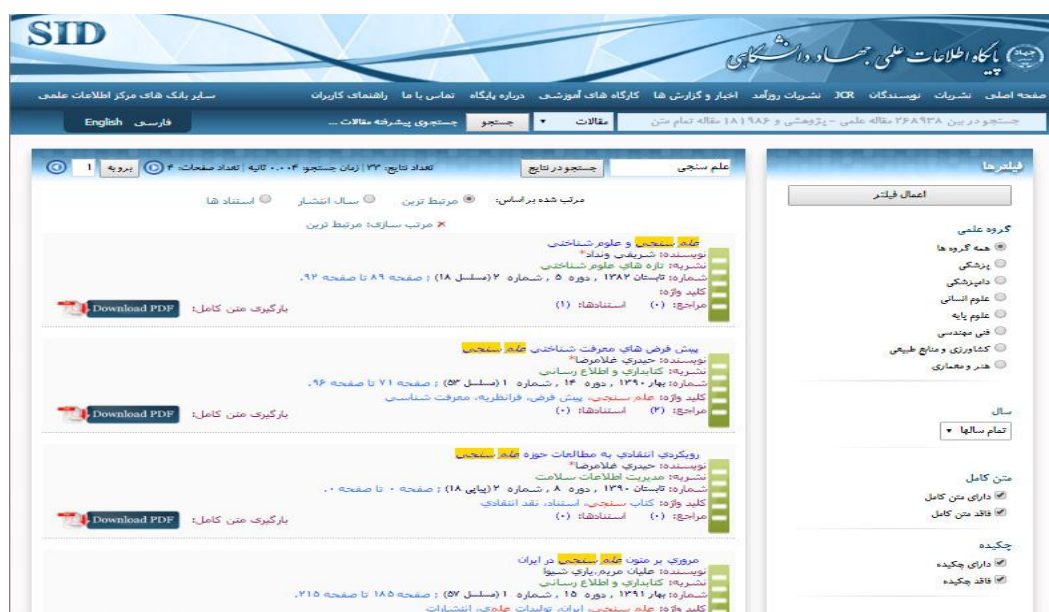 SID
پایگاه اطلاعات علمی جهاد دانشگاهی
صفحه اصلی نشریات نویسندگان JCR نشریات روزآمد اخبار و گزارش ها کارگاه های آموزشی درباره پایگاه تماس با ما راهنمای کاربران سایر بانک های مرکز اطلاعات علمی
جستجو در بین ۲۶۸۹۳۸ مقاله علمی - پژوهشی و ۱۸۱۹۸۶ مقاله تمام متن مقالات جستجو جستجوی پیشرفته مقالات ... فارسی English
فیلترها
اعمال فیلتر
گروه علمی
همه گروه ها
پزشکی
دامپزشکی
علوم انسانی
علوم پایه
فنی مهندسی
کشاورزی و منابع طبیعی
هنر و معماری
سال
تمام سالها
متن کامل
دارای متن کامل
فاقد متن کامل
چکیده
دارای چکیده
فاقد چکیده
علم سنجی جستجو در نتایج تعداد نتایج: ۳۳ | زمان جستجو: ۰.۰۰۴ ثانیه | تعداد صفحات: ۴ برو به 1
مرتب شده بر اساس: مرتبط ترین سال انتشار استناد ها
× مرتب سازی: مرتبط ترین
علم سنجی و علوم شناختی
نویسنده: شریفی ونداد*
نشریه: تازه های علوم شناختی
شماره: تابستان ۱۳۸۲ , دوره ۵ , شماره ۲ (مسلسل ۱۸) ; صفحه ۸۹ تا صفحه ۹۲.
کلید واژه:
مراجع: (۰) استنادها: (۱)
بارگیری متن کامل: Download PDF
پیش فرض های معرفت شناختی علم سنجی
نویسنده: حیدری غلامرضا*
نشریه: کتابداری و اطلاع رسانی
شماره: بهار ۱۳۹۰ , دوره ۱۴ , شماره ۱ (مسلسل ۵۳) ; صفحه ۷۱ تا صفحه ۹۶.
کلید واژه: علم سنجی، پیش فرض، فرانظریه، معرفت شناسی
مراجع: (۲) استنادها: (۰)
بارگیری متن کامل: Download PDF
رویکردی انتقادی به مطالعات حوزه علم سنجی
نویسنده: حیدری غلامرضا*
نشریه: مدیریت اطلاعات سلامت
شماره: تابستان ۱۳۹۰ , دوره ۸ , شماره ۲ (پیاپی ۱۸) ; صفحه ۰ تا صفحه ۰.
کلید واژه: کتاب سنجی، استناد، نقد انتقادی
مراجع: (۰) استنادها: (۰)
بارگیری متن کامل: Download PDF
مروری بر متون علم سنجی در ایران
نویسنده: علیان مریم،یاری شیوا
نشریه: کتابداری و اطلاع رسانی
شماره: بهار ۱۳۹۱ , دوره ۱۵ , شماره ۱ (مسلسل ۵۷) ; صفحه ۱۸۵ تا صفحه ۲۱۵.
کلید واژه: علم سنجی، ایران، تولیدات علمی، انتشارات